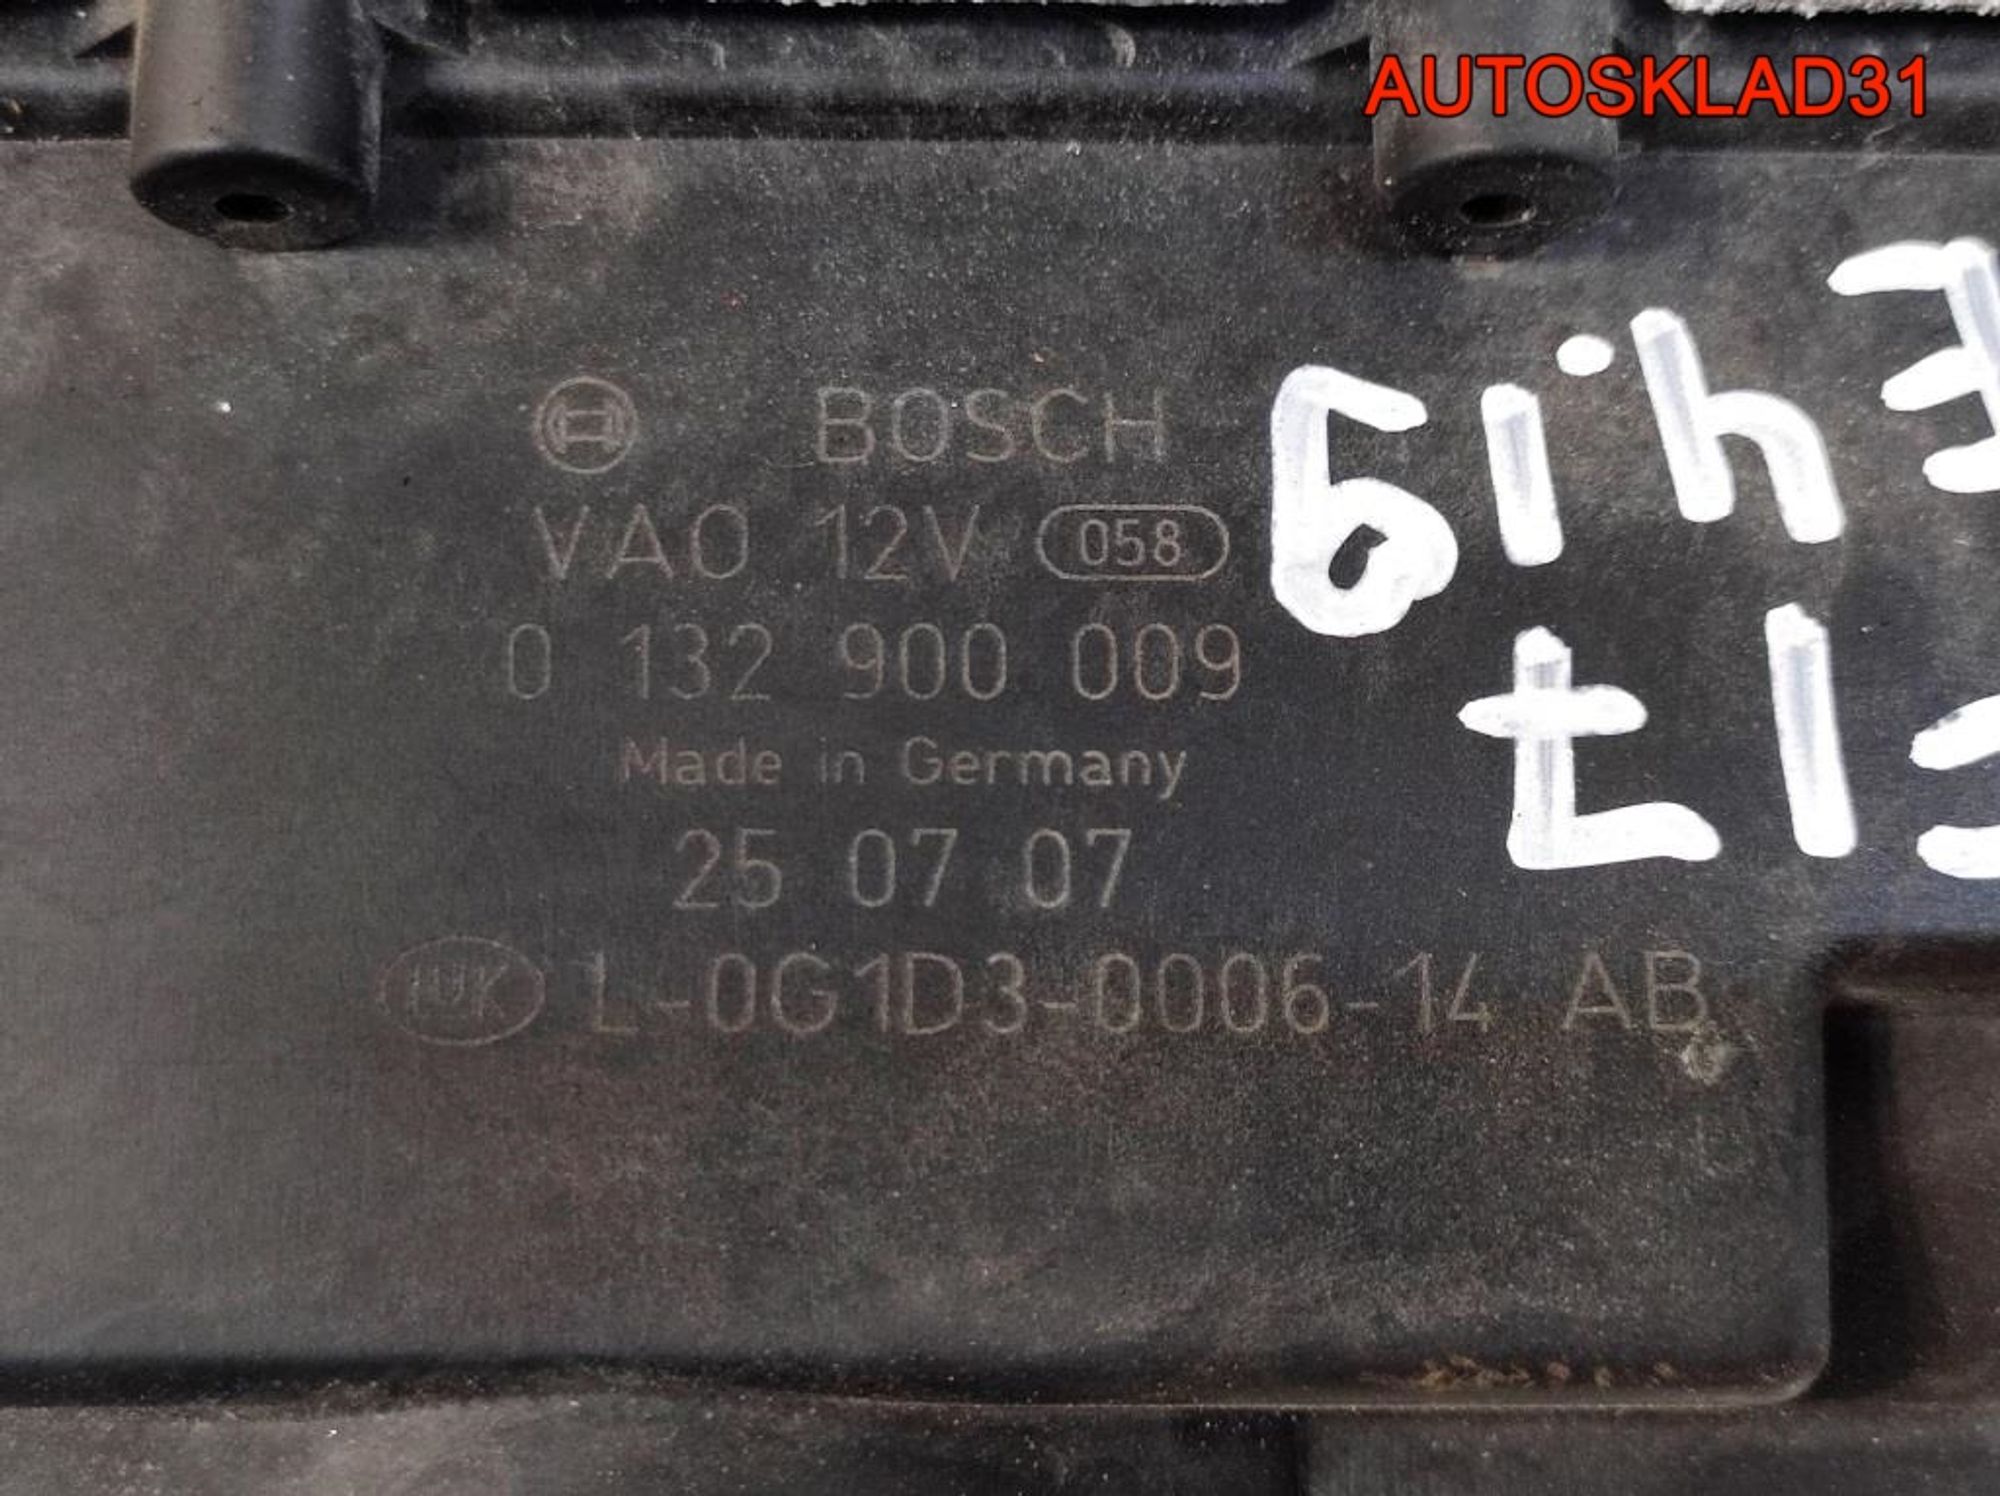 AUTOSKLAD31
BOSCH
VAO 12V 058
0 132 900 009
Made in Germany
25 07 07
LUK L-0G1D3-0006-14 AB